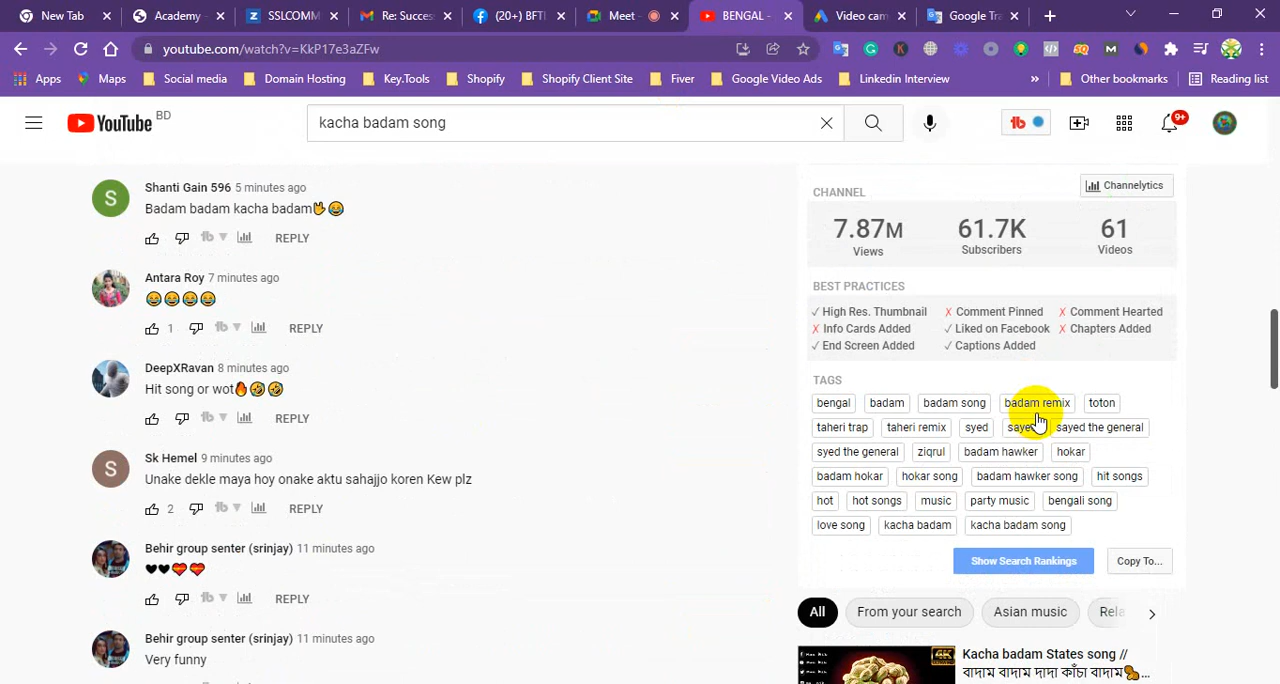 New Tab
Academy -
SSLCOMM
Re: Succes
(20+) BFTI
Meet -
BENGAL -
Video cam
Google Tra
youtube.com/watch?v=KkP17e3aZFw
Apps
Maps
Social media
Domain Hosting
Key.Tools
Shopify
Shopify Client Site
Fiver
Google Video Ads
Linkedin Interview
»
Other bookmarks
Reading list
YouTube BD
kacha badam song
9+
Shanti Gain 596 5 minutes ago
Badam badam kacha badam🤟😂
REPLY
Antara Roy 7 minutes ago
😂😂😂😂
1 REPLY
DeepXRavan 8 minutes ago
Hit song or wot🔥🤣🤣
REPLY
Sk Hemel 9 minutes ago
Unake dekle maya hoy onake aktu sahajjo koren Kew plz
2 REPLY
Behir group senter (srinjay) 11 minutes ago
🖤🖤💝💝
REPLY
Behir group senter (srinjay) 11 minutes ago
Very funny
CHANNEL
Channelytics
7.87M 61.7K 61
Views Subscribers Videos
BEST PRACTICES
✓ High Res. Thumbnail ✗ Comment Pinned ✗ Comment Hearted
✗ Info Cards Added ✓ Liked on Facebook ✗ Chapters Added
✓ End Screen Added ✓ Captions Added
TAGS
bengal badam badam song badam remix toton
taheri trap taheri remix syed sayed sayed the general
syed the general ziqrul badam hawker hokar
badam hokar hokar song badam hawker song hit songs
hot hot songs music party music bengali song
love song kacha badam kacha badam song
Show Search Rankings Copy To...
All From your search Asian music Rela
4K
Kacha badam States song //
বাদাম বাদাম দাদা কাঁচা বাদাম🥜...